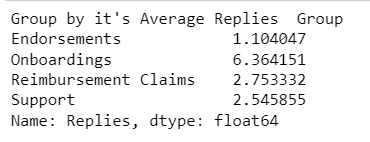 Group by it's Average Replies  Group
Endorsements             1.104047
Onboardings              6.364151
Reimbursement Claims     2.753332
Support                  2.545855
Name: Replies, dtype: float64